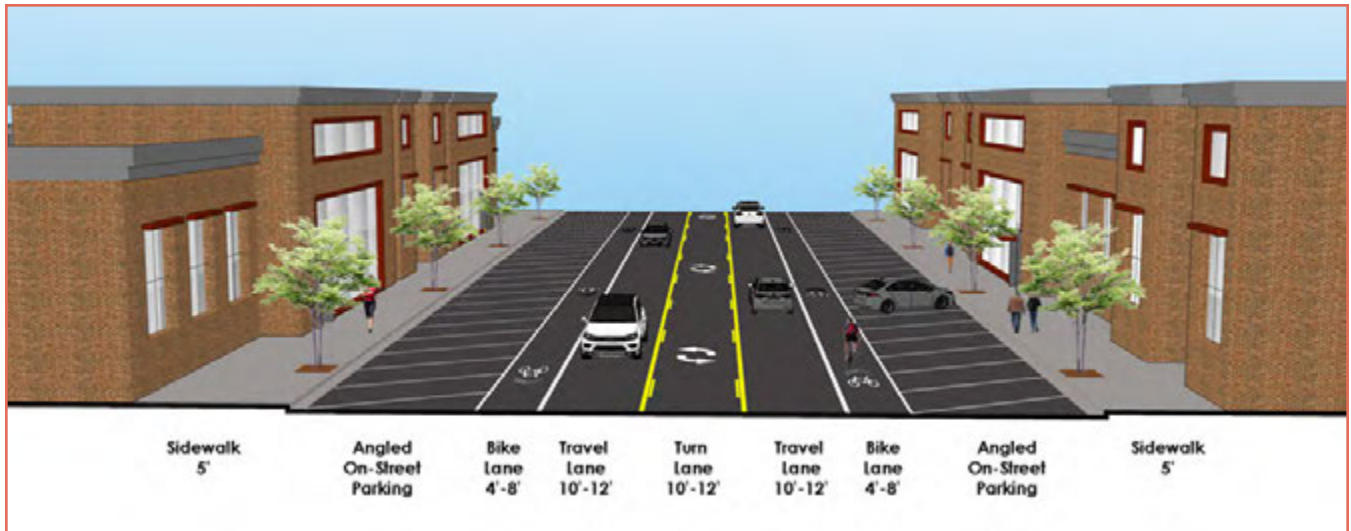 Sidewalk
5'
Angled
On-Street
Parking
Bike
Lane
4'-8'
Travel
Lane
10'-12'
Turn
Lane
10'-12'
Travel
Lane
10'-12'
Bike
Lane
4'-8'
Angled
On-Street
Parking
Sidewalk
5'